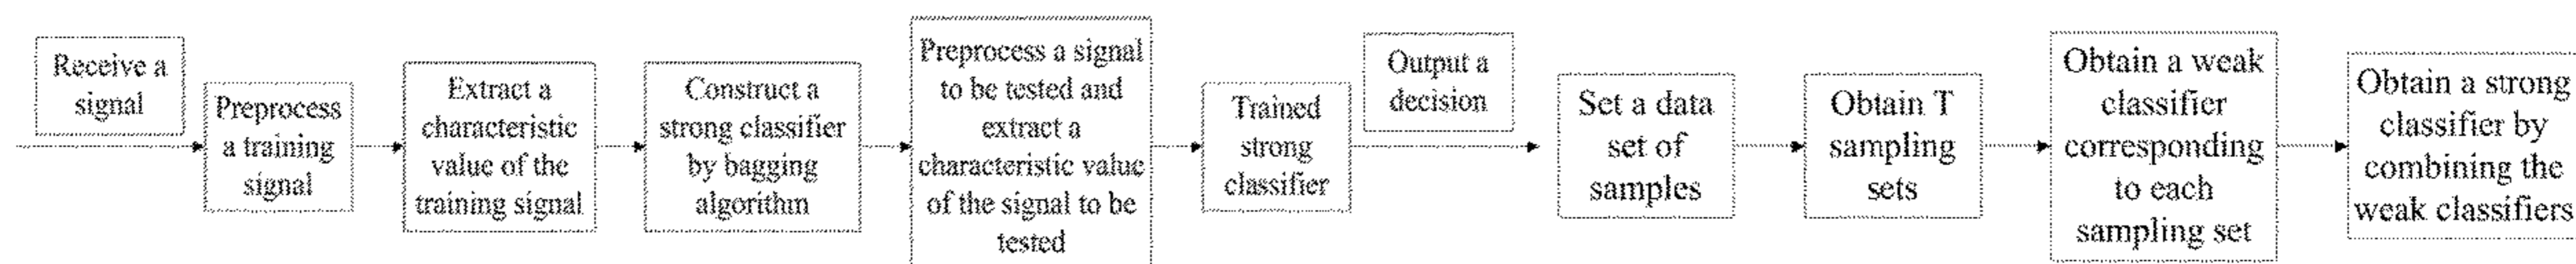 Receive a
signal
Preprocess
a training
signal
Extract a
characteristic
value of the
training signal
Construct a
strong classifier
by bagging
algorithm
Preprocess a signal
to be tested and
extract a
characteristic value
of the signal to be
tested
Trained
strong
classifier
Output a
decision
Set a data
set of
samples
Obtain T
sampling
sets
Obtain a weak
classifier
corresponding
to each
sampling set
Obtain a strong
classifier by
combining the
weak classifiers